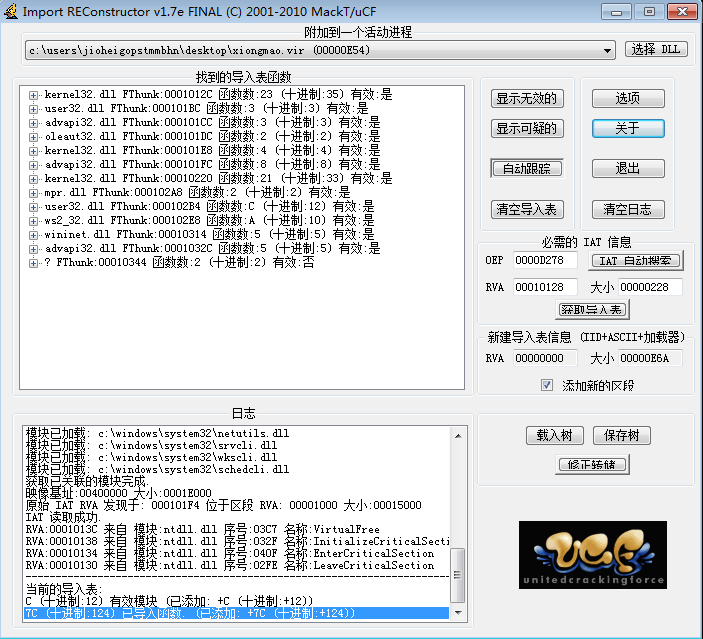 Import REConstructor v1.7e FINAL (C) 2001-2010 MackT/uCF
附加到一个活动进程
c:\users\jioheigopstmmbhn\desktop\xiongmao.vir (00000E54)
选择 DLL
找到的导入表函数
kernel32.dll FThunk:0001012C 函数数:23 (十进制:35) 有效:是
user32.dll FThunk:000101BC 函数数:3 (十进制:3) 有效:是
advapi32.dll FThunk:000101CC 函数数:3 (十进制:3) 有效:是
oleaut32.dll FThunk:000101DC 函数数:2 (十进制:2) 有效:是
kernel32.dll FThunk:000101E8 函数数:4 (十进制:4) 有效:是
advapi32.dll FThunk:000101FC 函数数:8 (十进制:8) 有效:是
kernel32.dll FThunk:00010220 函数数:21 (十进制:33) 有效:是
mpr.dll FThunk:000102A8 函数数:2 (十进制:2) 有效:是
user32.dll FThunk:000102B4 函数数:C (十进制:12) 有效:是
ws2_32.dll FThunk:000102E8 函数数:A (十进制:10) 有效:是
wininet.dll FThunk:00010314 函数数:5 (十进制:5) 有效:是
advapi32.dll FThunk:0001032C 函数数:5 (十进制:5) 有效:是
? FThunk:00010344 函数数:2 (十进制:2) 有效:否
显示无效的
选项
显示可疑的
关于
自动跟踪
退出
清空导入表
清空日志
必需的 IAT 信息
OEP 0000D278 IAT 自动搜索
RVA 00010128 大小 00000228
获取导入表
新建导入表信息 (IID+ASCII+加载器)
RVA 00000000 大小 00000E6A
添加新的区段
日志
模块已加载: c:\windows\system32\netutils.dll
模块已加载: c:\windows\system32\srvcli.dll
模块已加载: c:\windows\system32\wkscli.dll
模块已加载: c:\windows\system32\schedcli.dll
获取已关联的模块完成.
映像基址:00400000 大小:0001E000
原始 IAT RVA 发现于: 000101F4 位于区段 RVA: 00001000 大小:00015000
IAT 读取成功.
RVA:0001013C 来自 模块:ntdll.dll 序号:03C7 名称:VirtualFree
RVA:00010138 来自 模块:ntdll.dll 序号:032F 名称:InitializeCriticalSecti
RVA:00010134 来自 模块:ntdll.dll 序号:040F 名称:EnterCriticalSection
RVA:00010130 来自 模块:ntdll.dll 序号:02FE 名称:LeaveCriticalSection
当前的导入表:
C (十进制:12) 有效模块 (已添加: +C (十进制:+12))
7C (十进制:124) 已导入函数. (已添加: +7C (十进制:+124))
载入树
保存树
修正转储
UCF
unitedcrackingforce